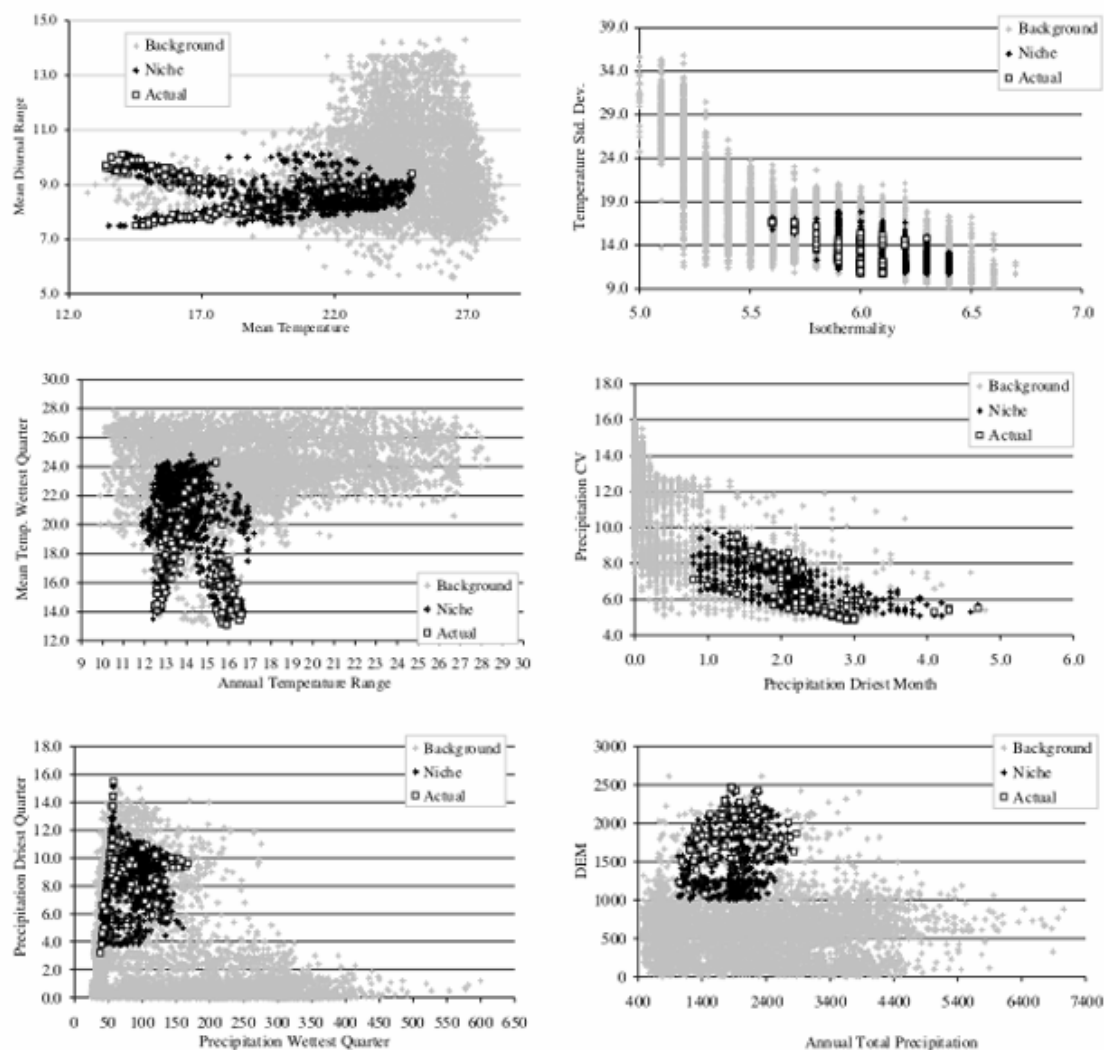 15.0
13.0
11.0
9.0
7.0
5.0
12.0 17.0 22.0 27.0
Mean Diurnal Range
Mean Temperature
Background
Niche
Actual
39.0
34.0
29.0
24.0
19.0
14.0
9.0
5.0 5.5 6.0 6.5 7.0
Temperature Std. Dev.
Isothermality
Background
Niche
Actual
30.0
28.0
26.0
24.0
22.0
20.0
18.0
16.0
14.0
12.0
9 10 11 12 13 14 15 16 17 18 19 20 21 22 23 24 25 26 27 28 29 30
Mean Temp. Wettest Quarter
Annual Temperature Range
Background
Niche
Actual
18.0
16.0
14.0
12.0
10.0
8.0
6.0
4.0
0.0 1.0 2.0 3.0 4.0 5.0 6.0
Precipitation CV
Precipitation Driest Month
Background
Niche
Actual
18.0
16.0
14.0
12.0
10.0
8.0
6.0
4.0
2.0
0.0
0 50 100 150 200 250 300 350 400 450 500 550 600 650
Precipitation Driest Quarter
Precipitation Wettest Quarter
Background
Niche
Actual
3000
2500
2000
1500
1000
500
0
400 1400 2400 3400 4400 5400 6400 7400
DEM
Annual Total Precipitation
Background
Niche
Actual